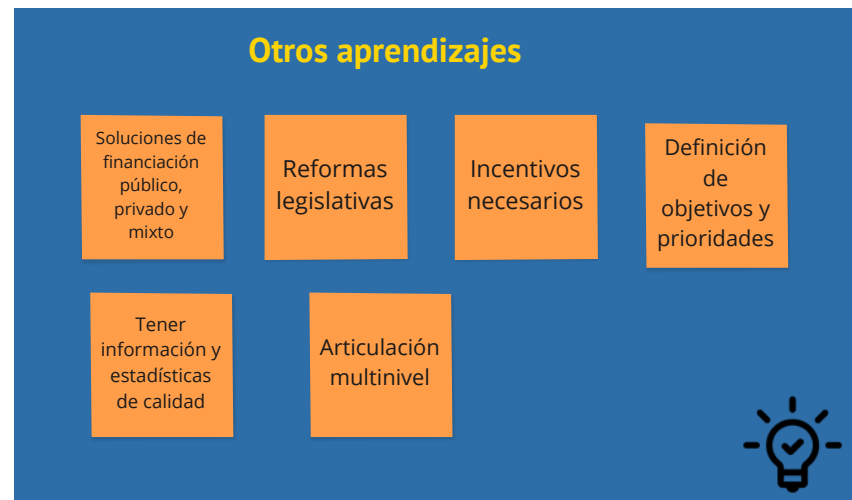 Otros aprendizajes
Soluciones de
financiación
público,
privado y
mixto
Reformas
legislativas
Incentivos
necesarios
Definición
de
objetivos y
prioridades
Tener
información y
estadísticas
de calidad
Articulación
multinivel